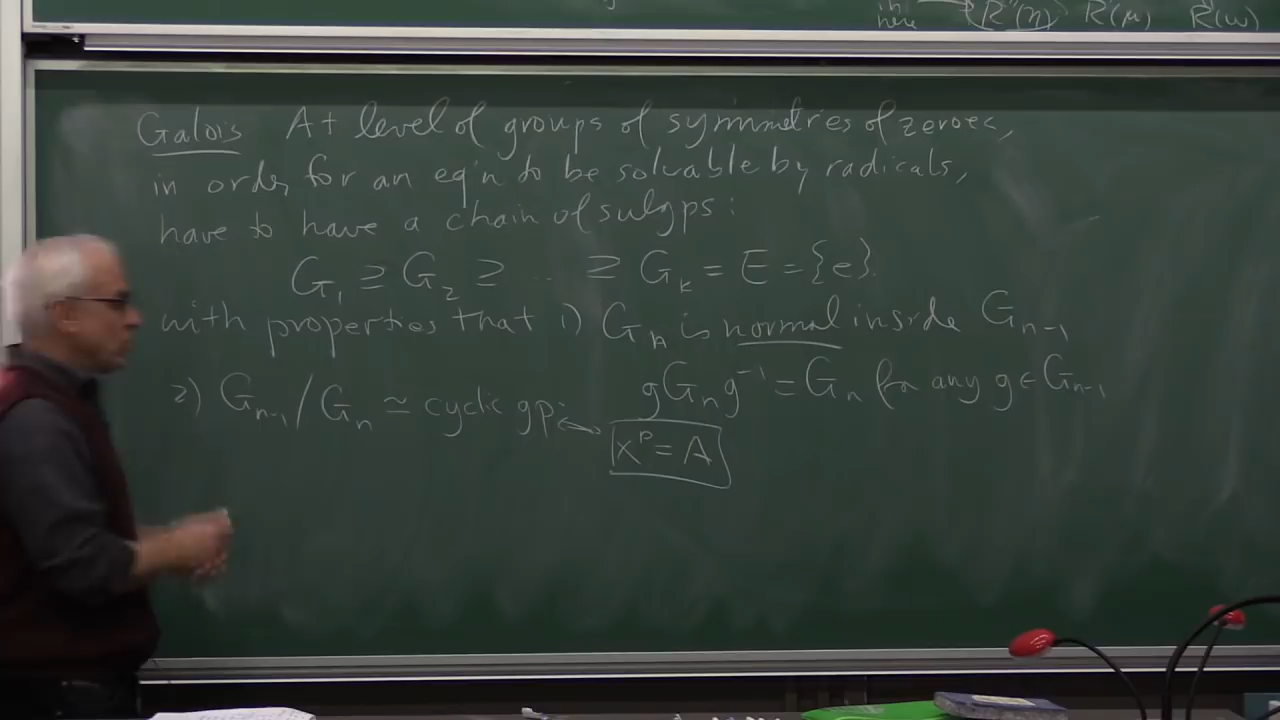 in
here R'(η) R'(μ) R'(ω)
Galois At level of groups of symmetries of zeroes,
in order for an eq'n to be solvable by radicals,
have to have a chain of subgps:
G₁ ≥ G₂ ≥ .. ≥ Gₖ = E = {e}.
with properties that 1) Gₙ is normal inside Gₙ₋₁
2) Gₙ₋₁/Gₙ ≃ cyclic gp. gGₙg⁻¹ = Gₙ for any g ∈ Gₙ₋₁
xᵖ = A